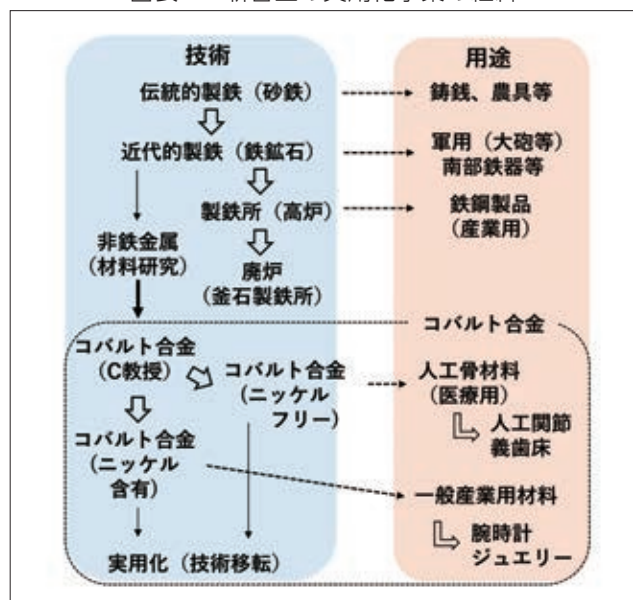 技術
用途
伝統的製鉄（砂鉄）
鋳銭、農具等
近代的製鉄（鉄鉱石）
軍用（大砲等）
南部鉄器等
製鉄所（高炉）
鉄鋼製品
（産業用）
非鉄金属
（材料研究）
廃炉
（釜石製鉄所）
コバルト合金
コバルト合金
（C教授）
コバルト合金
（ニッケル
フリー）
人工骨材料
（医療用）
人工関節
義歯床
コバルト合金
（ニッケル
含有）
一般産業用材料
腕時計
ジュエリー
実用化（技術移転）